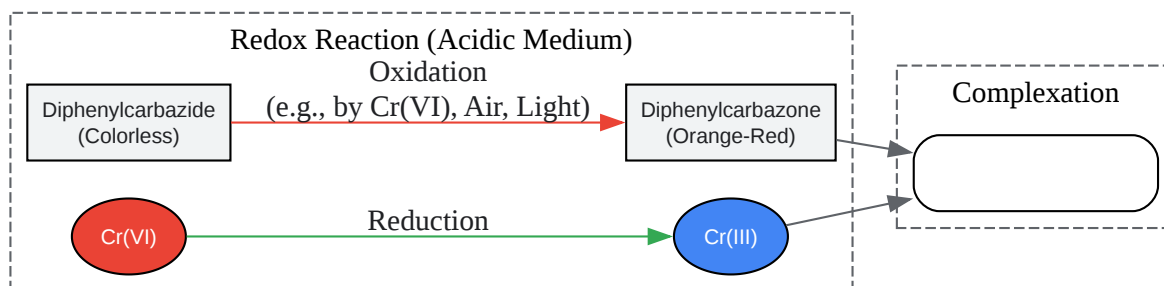 Redox Reaction (Acidic Medium)
Oxidation
(e.g., by Cr(VI), Air, Light)
Diphenylcarbazide
(Colorless)
Diphenylcarbazone
(Orange-Red)
Cr(VI)
Reduction
Cr(III)
Complexation